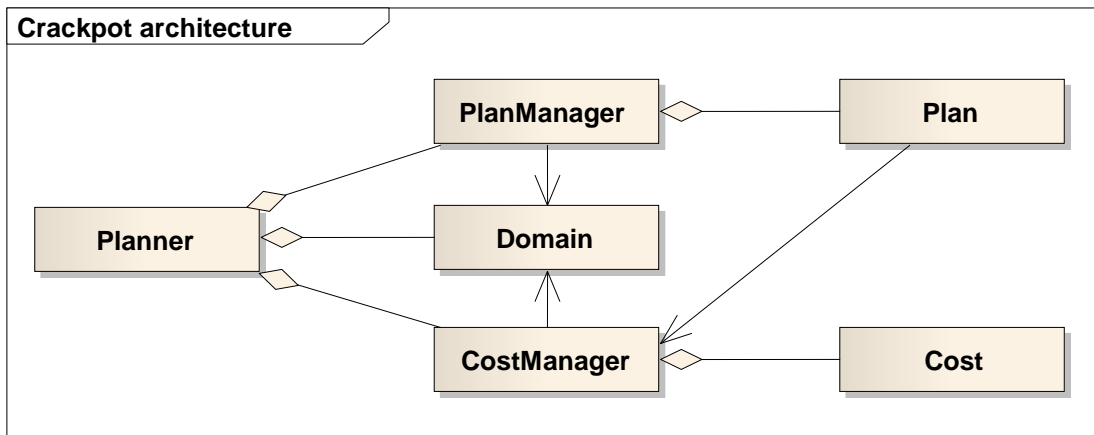 Crackpot architecture
PlanManager
Plan
Planner
Domain
CostManager
Cost